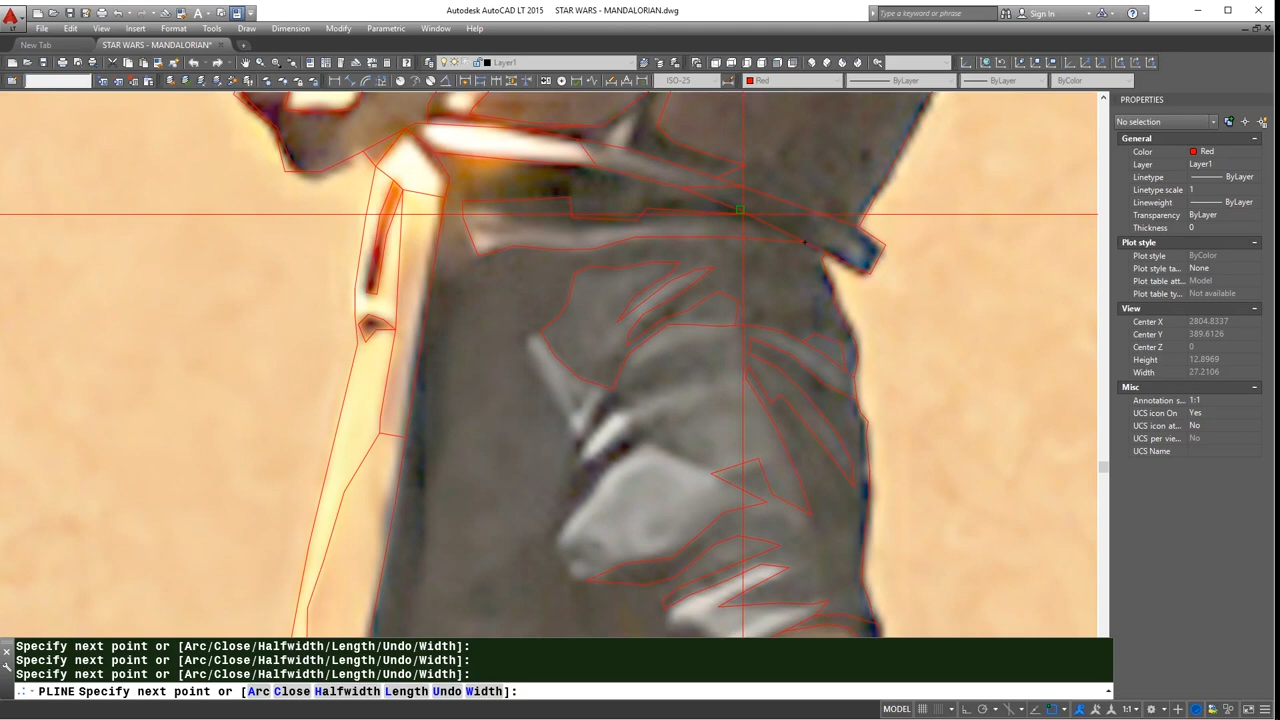 Autodesk AutoCAD LT 2015 STAR WARS - MANDALORIAN.dwg
Type a keyword or phrase
Sign In
LT
File Edit View Insert Format Tools Draw Dimension Modify Parametric Window Help
New Tab
STAR WARS - MANDALORIAN*
Layer1
ISO-25
Red
ByLayer
ByLayer
ByColor
PROPERTIES
No selection
General
Color Red
Layer Layer1
Linetype ByLayer
Linetype scale 1
Lineweight ByLayer
Transparency ByLayer
Thickness 0
Plot style
Plot style ByColor
Plot style ta... None
Plot table att... Model
Plot table ty... Not available
View
Center X 2804.8337
Center Y 389.6126
Center Z 0
Height 12.8969
Width 27.2106
Misc
Annotation s... 1:1
UCS icon On Yes
UCS icon at... No
UCS per vie... No
UCS Name
Specify next point or [Arc/Close/Halfwidth/Length/Undo/Width]:
Specify next point or [Arc/Close/Halfwidth/Length/Undo/Width]:
Specify next point or [Arc/Close/Halfwidth/Length/Undo/Width]:
PLINE Specify next point or [Arc Close Halfwidth Length Undo Width]:
MODEL
1:1